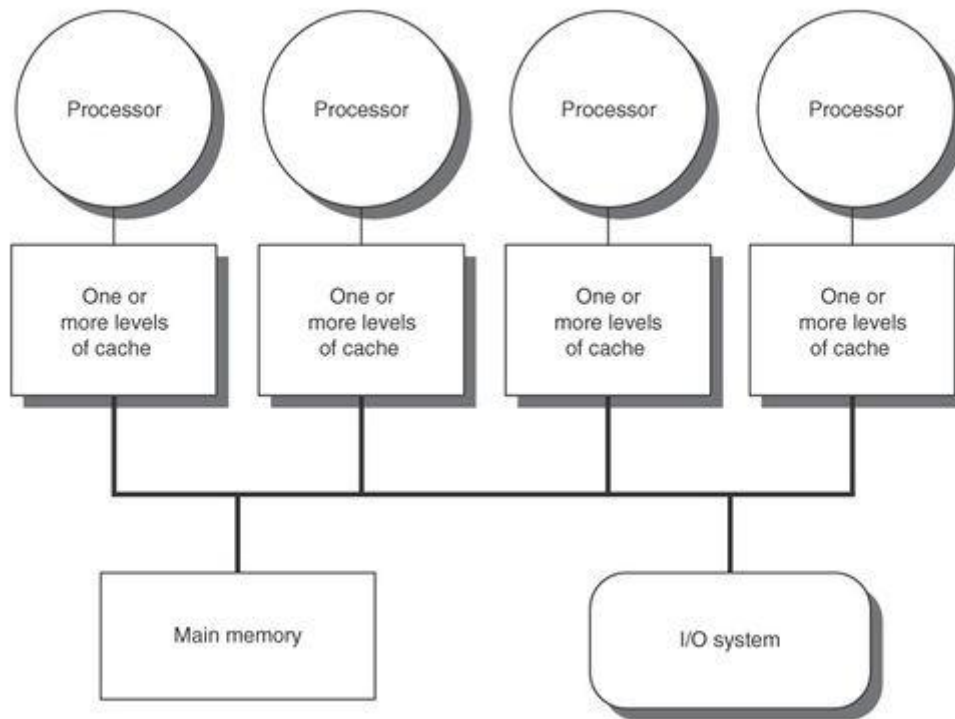 Processor
Processor
Processor
Processor
One or
more levels
of cache
One or
more levels
of cache
One or
more levels
of cache
One or
more levels
of cache
Main memory
I/O system